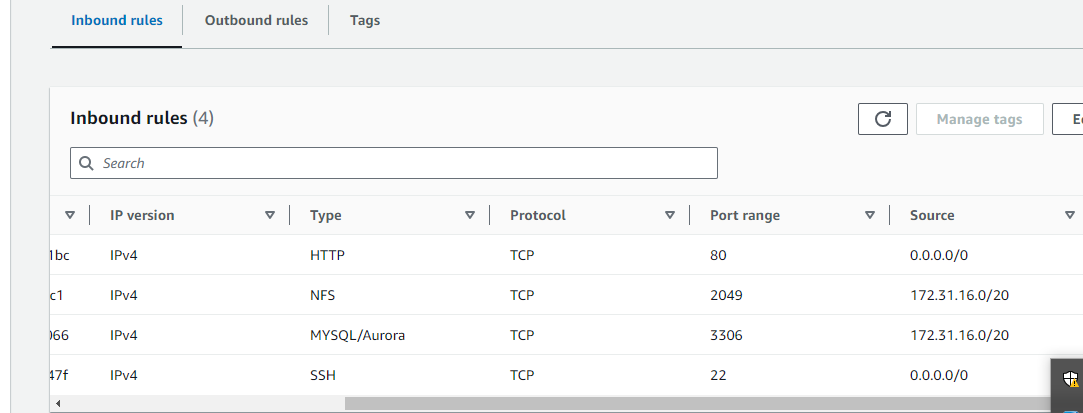 Inbound rules Outbound rules Tags
Inbound rules (4)
Manage tags
Search
IP version Type Protocol Port range Source
1bc IPv4 HTTP TCP 80 0.0.0.0/0
c1 IPv4 NFS TCP 2049 172.31.16.0/20
066 IPv4 MYSQL/Aurora TCP 3306 172.31.16.0/20
47f IPv4 SSH TCP 22 0.0.0.0/0